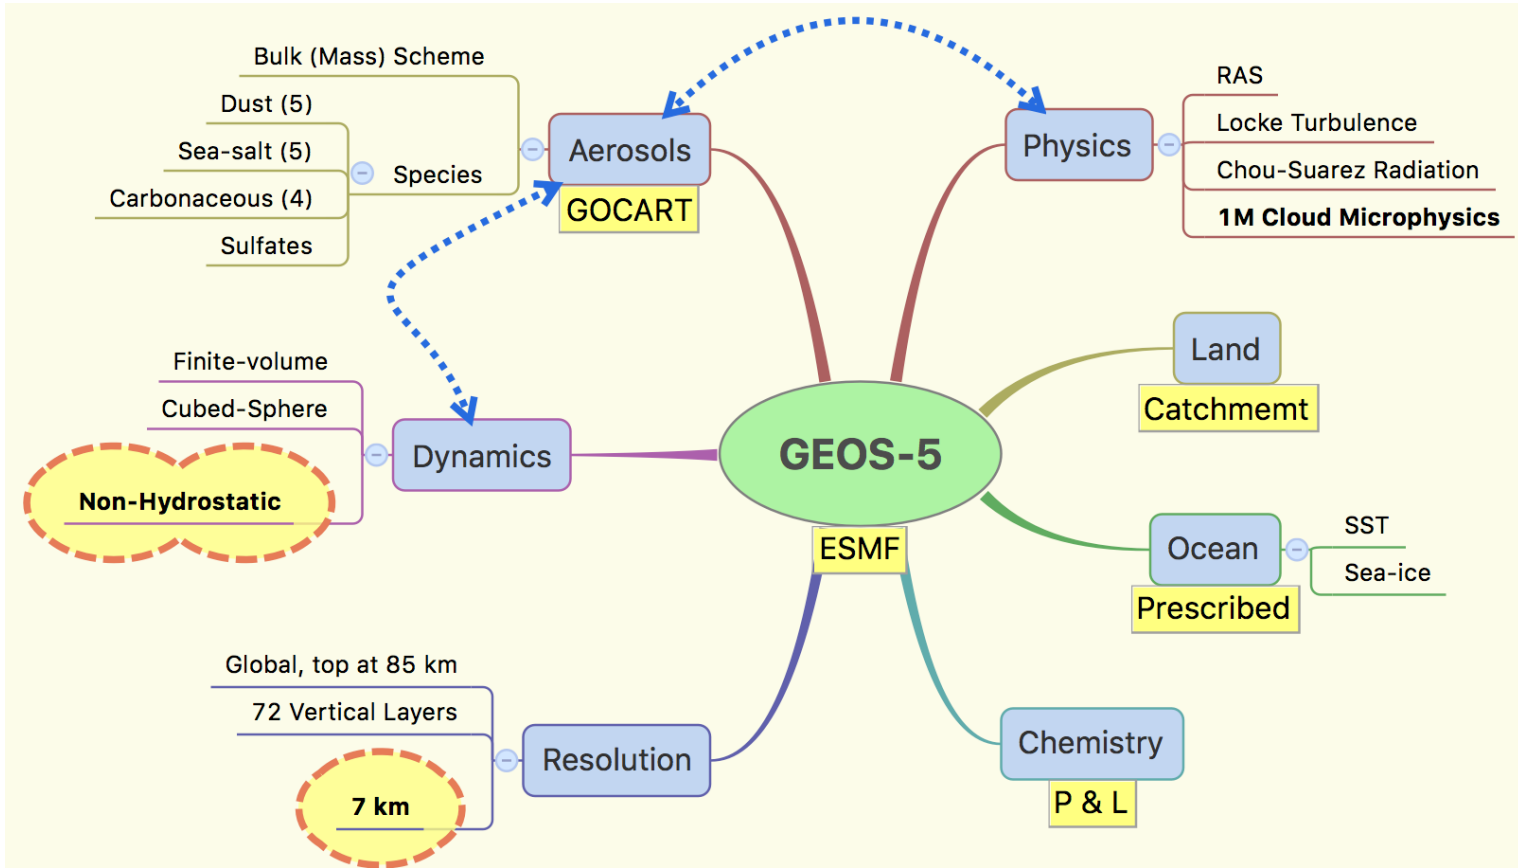 Bulk (Mass) Scheme
Dust (5)
Sea-salt (5)
Carbonaceous (4)
Sulfates
Species
Aerosols
GOCART
Physics
RAS
Locke Turbulence
Chou-Suarez Radiation
1M Cloud Microphysics
Land
Catchmemt
Finite-volume
Cubed-Sphere
Non-Hydrostatic
Dynamics
GEOS-5
ESMF
Ocean
Prescribed
SST
Sea-ice
Global, top at 85 km
72 Vertical Layers
7 km
Resolution
Chemistry
P & L